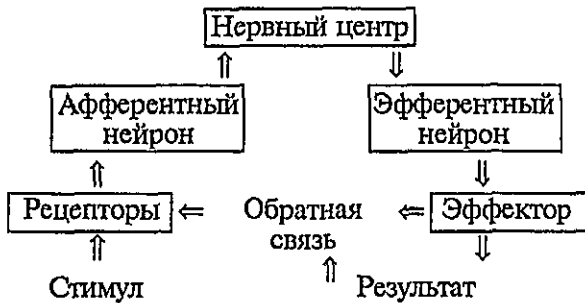 Нервный центр
Афферентный
нейрон
Эфферентный
нейрон
Рецепторы
Обратная
связь
Эффектор
Стимул
Результат